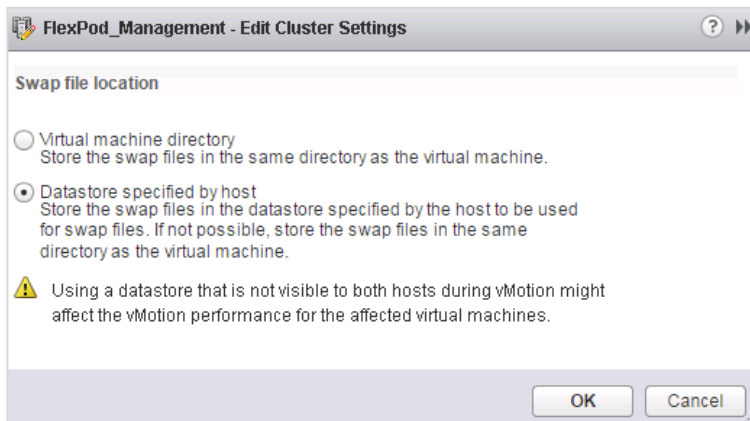 FlexPod_Management - Edit Cluster Settings
?
Swap file location
Virtual machine directory
Store the swap files in the same directory as the virtual machine.
Datastore specified by host
Store the swap files in the datastore specified by the host to be used
for swap files. If not possible, store the swap files in the same
directory as the virtual machine.
Using a datastore that is not visible to both hosts during vMotion might
affect the vMotion performance for the affected virtual machines.
OK
Cancel